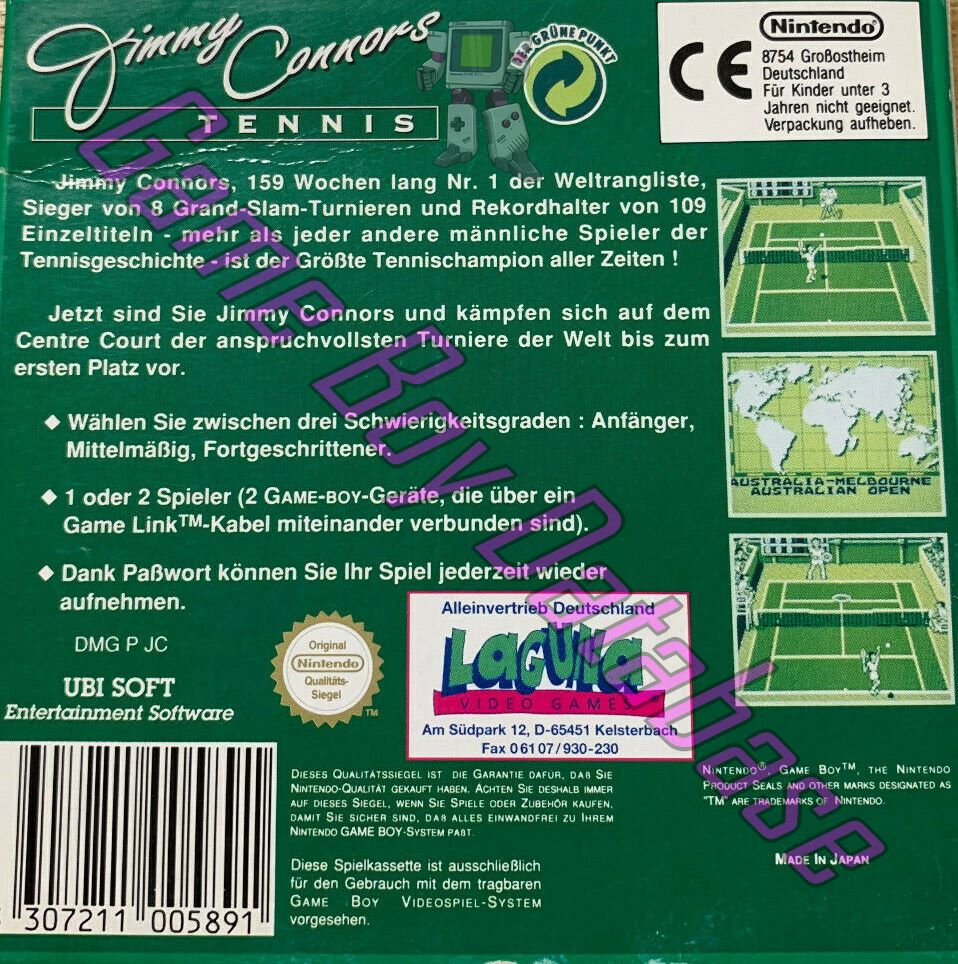 Jimmy Connors
TENNIS
DER GRÜNE PUNKT
Nintendo
8754 Großostheim
Deutschland
Für Kinder unter 3
Jahren nicht geeignet.
Verpackung aufheben.
CE
Jimmy Connors, 159 Wochen lang Nr. 1 der Weltrangliste,
Sieger von 8 Grand-Slam-Turnieren und Rekordhalter von 109
Einzeltiteln - mehr als jeder andere männliche Spieler der
Tennisgeschichte - ist der Größte Tennischampion aller Zeiten !
Jetzt sind Sie Jimmy Connors und kämpfen sich auf dem
Centre Court der anspruchvollsten Turniere der Welt bis zum
ersten Platz vor.
◆ Wählen Sie zwischen drei Schwierigkeitsgraden : Anfänger,
Mittelmäßig, Fortgeschrittener.
◆ 1 oder 2 Spieler (2 GAME-BOY-Geräte, die über ein
Game Link™-Kabel miteinander verbunden sind).
◆ Dank Paßwort können Sie Ihr Spiel jederzeit wieder
aufnehmen.
AUSTRALIA-MELBOURNE
AUSTRALIAN OPEN
DMG P JC
UBI SOFT
Entertainment Software
Original
Nintendo
Qualitäts-
Siegel
TM
Alleinvertrieb Deutschland
LAGUNA
VIDEO GAMES
Am Südpark 12, D-65451 Kelsterbach
Fax 0 61 07 / 930-230
DIESES QUALITÄTSSIEGEL IST DIE GARANTIE DAFÜR, DAß SIE
NINTENDO-QUALITÄT GEKAUFT HABEN. ACHTEN SIE DESHALB IMMER
AUF DIESES SIEGEL, WENN SIE SPIELE ODER ZUBEHÖR KAUFEN,
DAMIT SIE SICHER SIND, DAß ALLES EINWANDFREI ZU IHREM
NINTENDO GAME BOY-SYSTEM PAßT.
Diese Spielkassette ist ausschließlich
für den Gebrauch mit dem tragbaren
GAME BOY VIDEOSPIEL-SYSTEM
vorgesehen.
NINTENDO®, GAME BOY™, THE NINTENDO
PRODUCT SEALS AND OTHER MARKS DESIGNATED AS
"TM" ARE TRADEMARKS OF NINTENDO.
MADE IN JAPAN
307211 005891
Game Boy Database